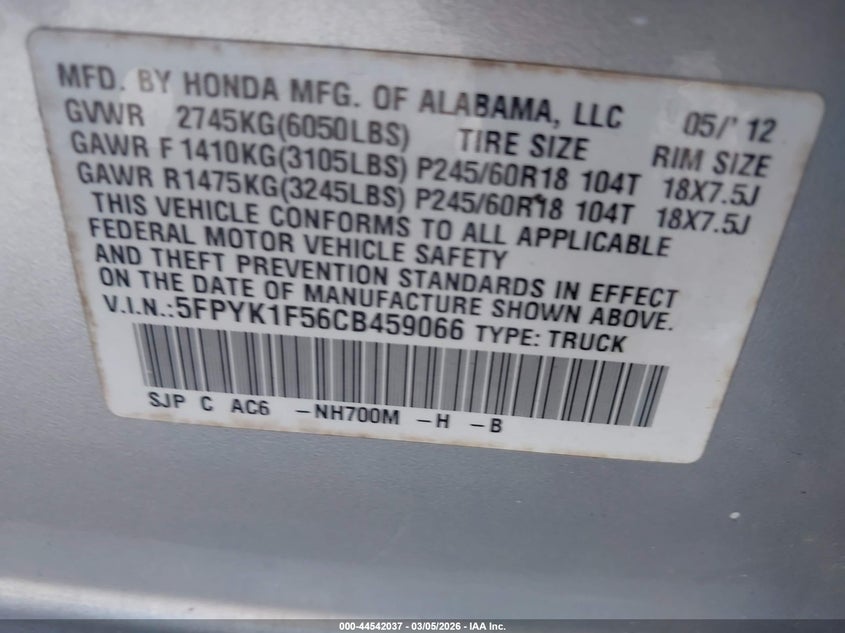 MFD. BY HONDA MFG. OF ALABAMA, LLC 05/'12
GVWR 2745KG(6050LBS) TIRE SIZE RIM SIZE
GAWR F1410KG(3105LBS) P245/60R18 104T 18X7.5J
GAWR R1475KG(3245LBS) P245/60R18 104T 18X7.5J
THIS VEHICLE CONFORMS TO ALL APPLICABLE
FEDERAL MOTOR VEHICLE SAFETY
AND THEFT PREVENTION STANDARDS IN EFFECT
ON THE DATE OF MANUFACTURE SHOWN ABOVE.
V.I.N.:5FPYK1F56CB459066 TYPE: TRUCK
SJP C AC6 -NH700M -H -B
000-44542037 - 03/05/2026 - IAA Inc.